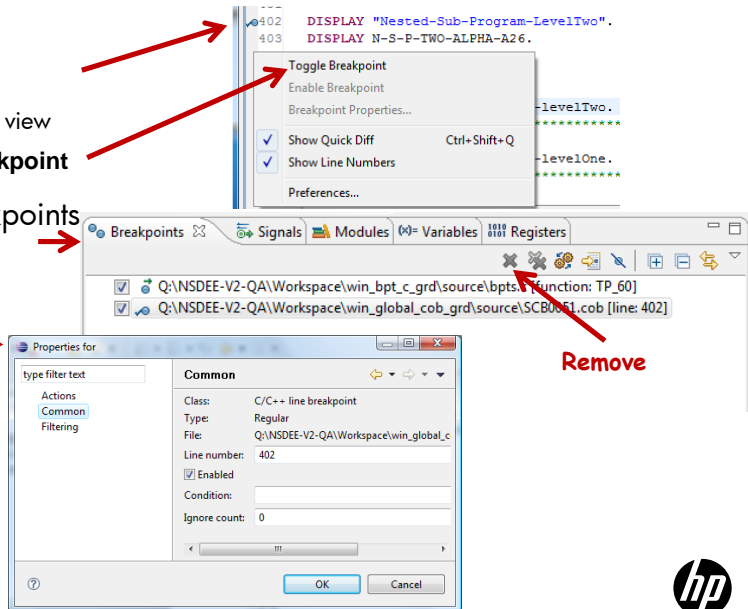 402 DISPLAY "Nested-Sub-Program-LevelTwo".
403 DISPLAY N-S-P-TWO-ALPHA-A26.
Toggle Breakpoint
Enable Breakpoint
Breakpoint Properties...
-levelTwo.
***********
Show Quick Diff Ctrl+Shift+Q
-levelOne.
Show Line Numbers
***********
Preferences...
view
kpoint
kpoints
Breakpoints Signals Modules (x)= Variables 1010 0101 Registers
Q:\NSDEE-V2-QA\Workspace\win_bpt_c_grd\source\bpts.c [function: TP_60]
Q:\NSDEE-V2-QA\Workspace\win_global_cob_grd\source\SCB0051.cob [line: 402]
Remove
Properties for
type filter text
Actions
Common
Filtering
Common
Class: C/C++ line breakpoint
Type: Regular
File: Q:\NSDEE-V2-QA\Workspace\win_global_c
Line number: 402
Enabled
Condition:
Ignore count: 0
OK Cancel
hp